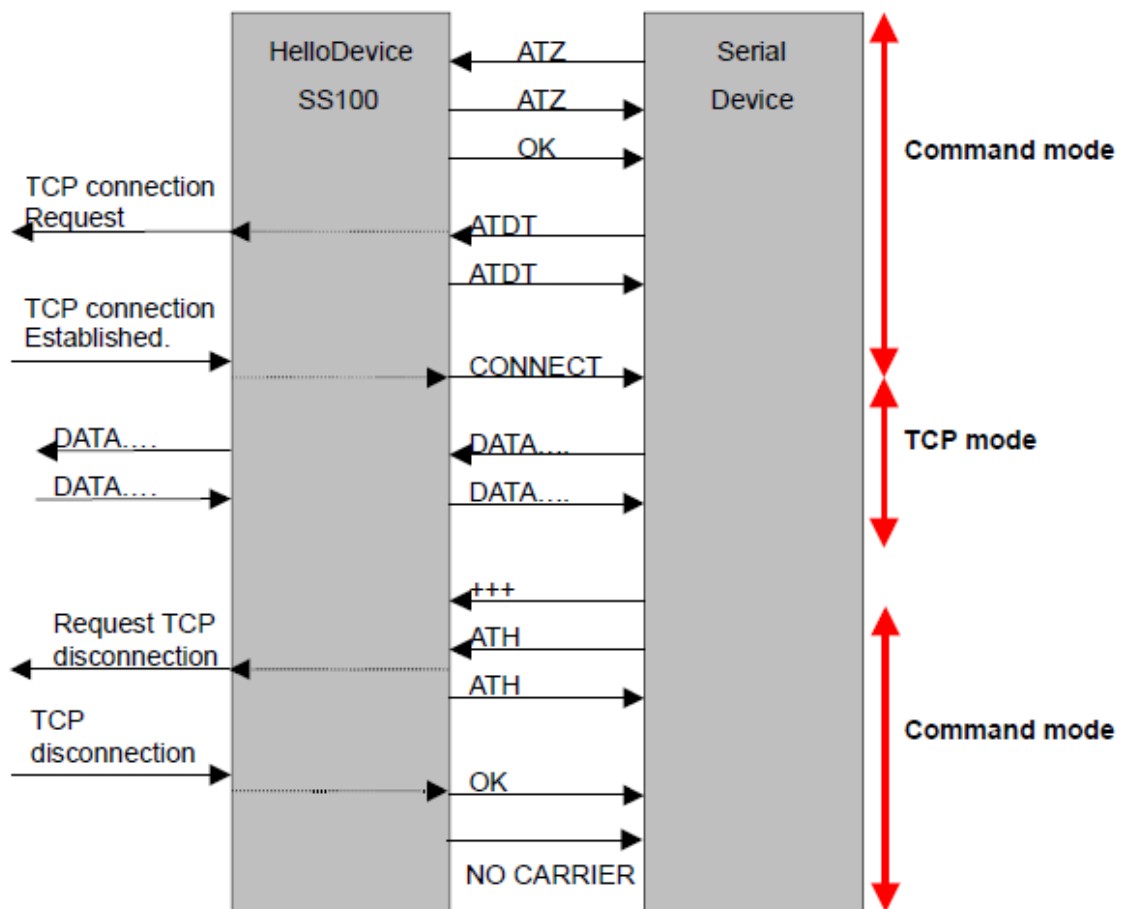 HelloDevice
SS100
Serial
Device
ATZ
ATZ
OK
Command mode
TCP connection
Request
ATDT
ATDT
TCP connection
Established.
CONNECT
TCP mode
DATA….
DATA….
DATA….
DATA….
+++
Request TCP
disconnection
ATH
ATH
Command mode
TCP
disconnection
OK
NO CARRIER